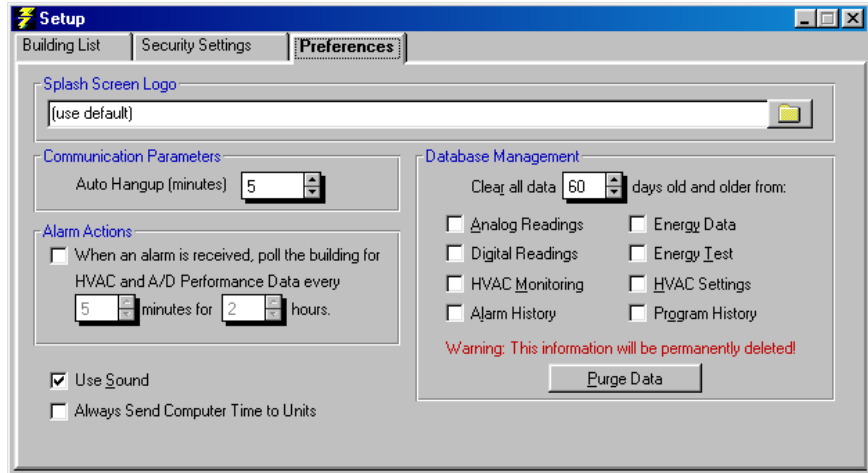 Setup
Building List Security Settings Preferences
Splash Screen Logo
(use default)
Communication Parameters
Auto Hangup (minutes) 5
Alarm Actions
When an alarm is received, poll the building for
HVAC and A/D Performance Data every
5 minutes for 2 hours.
Use Sound
Always Send Computer Time to Units
Database Management
Clear all data 60 days old and older from:
Analog Readings Energy Data
Digital Readings Energy Test
HVAC Monitoring HVAC Settings
Alarm History Program History
Warning: This information will be permanently deleted!
Purge Data